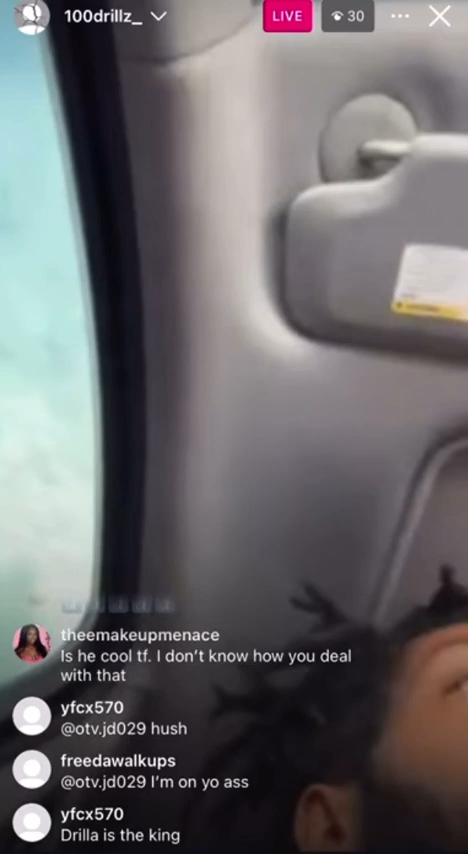 100drillz_
LIVE
30
theemakeupmenace
Is he cool tf. I don't know how you deal
with that
yfcx570
@otv.jd029 hush
freedawalkups
@otv.jd029 I'm on yo ass
yfcx570
Drilla is the king